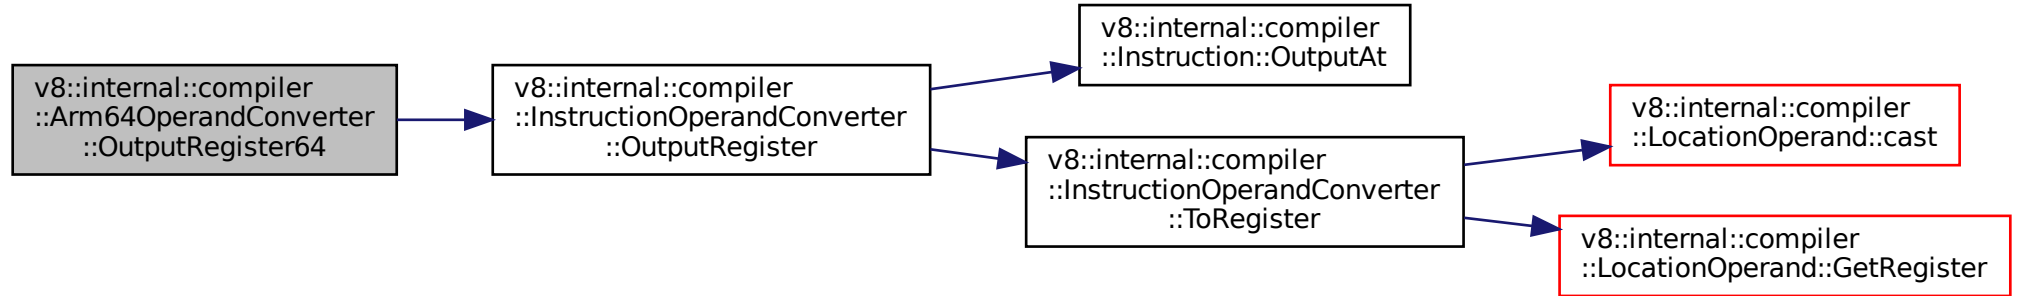 v8::internal::compiler
::Arm64OperandConverter
::OutputRegister64
v8::internal::compiler
::InstructionOperandConverter
::OutputRegister
v8::internal::compiler
::Instruction::OutputAt
v8::internal::compiler
::InstructionOperandConverter
::ToRegister
v8::internal::compiler
::LocationOperand::cast
v8::internal::compiler
::LocationOperand::GetRegister